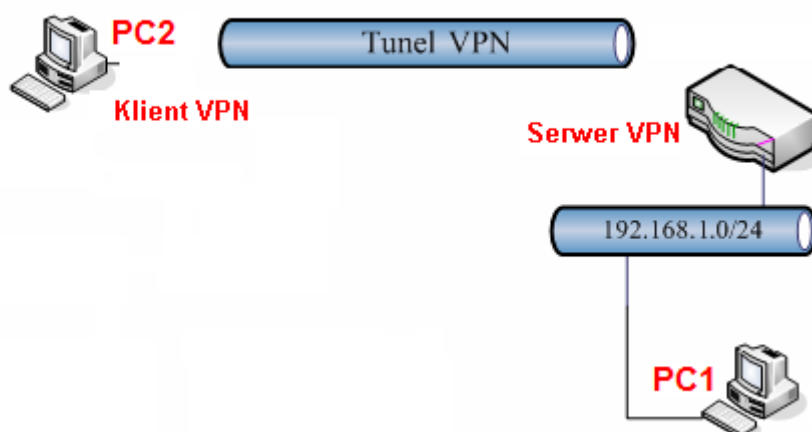 PC2
Tunel VPN
Klient VPN
Serwer VPN
192.168.1.0/24
PC1